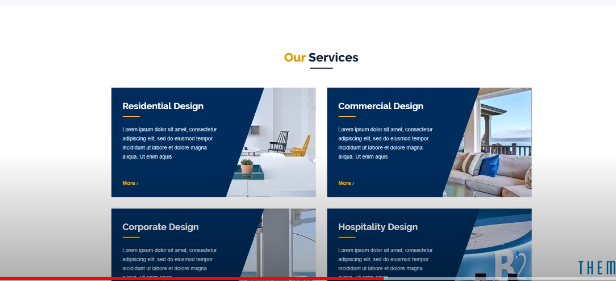 Our Services
Residential Design
Lorem ipsum dolor sit amet, consectetur
adipiscing elit, sed do eiusmod tempor
incididunt ut labore et dolore magna
aliqua. Ut enim aquis
More /
Commercial Design
Lorem ipsum dolor sit amet, consectetur
adipiscing elit, sed do eiusmod tempor
incididunt ut labore et dolore magna
aliqua. Ut enim aquis
More /
Corporate Design
Lorem ipsum dolor sit amet, consectetur
adipiscing elit, sed do eiusmod tempor
incididunt ut labore et dolore magna
Hospitality Design
Lorem ipsum dolor sit amet, consectetur
adipiscing elit, sed do eiusmod tempor
incididunt ut labore et dolore magna
B2
THEM